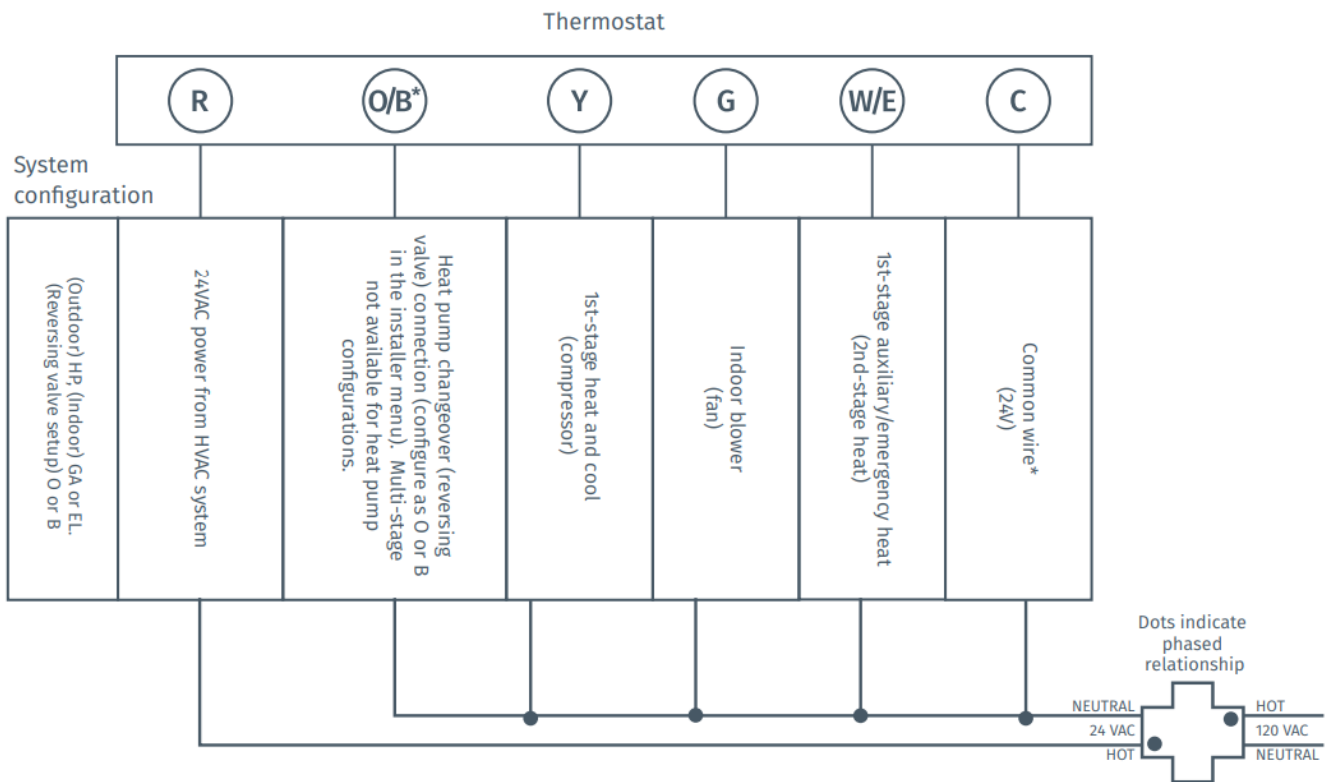 Thermostat
R
O/B*
Y
G
W/E
C
System
configuration
(Outdoor) HP, (Indoor) GA or EL.
(Reversing valve setup) O or B
24VAC power from HVAC system
Heat pump changeover (reversing
valve) connection (configure as O or B
in the installer menu). Multi-stage
not available for heat pump
configurations.
1st-stage heat and cool
(compressor)
Indoor blower
(fan)
1st-stage auxiliary/emergency heat
(2nd-stage heat)
Common wire*
(24V)
Dots indicate
phased
relationship
NEUTRAL
24 VAC
HOT
HOT
120 VAC
NEUTRAL